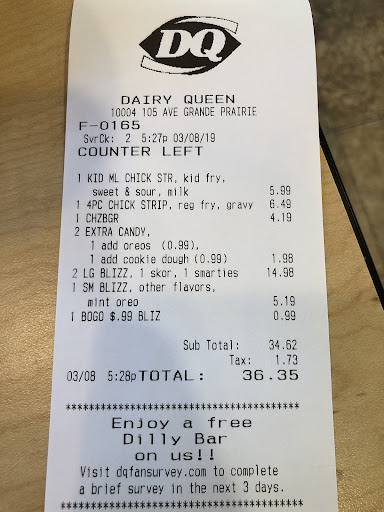 DQ
DAIRY QUEEN
10004 105 AVE GRANDE PRAIRIE
F-0165
SvrCk: 2 5:27p 03/08/19
COUNTER LEFT
1 KID ML CHICK STR, kid fry,
sweet & sour, milk 5.99
1 4PC CHICK STRIP, reg fry, gravy 6.49
1 CHZBGR 4.19
2 EXTRA CANDY,
1 add oreos (0.99),
1 add cookie dough (0.99) 1.98
2 LG BLIZZ, 1 skor, 1 smarties 14.98
1 SM BLIZZ, other flavors,
mint oreo 5.19
1 BOGO $.99 BLIZ 0.99
Sub Total: 34.62
Tax: 1.73
03/08 5:28p TOTAL: 36.35
****************************************
Enjoy a free
Dilly Bar
on us!!
Visit dqfansurvey.com to complete
a brief survey in the next 3 days.
****************************************